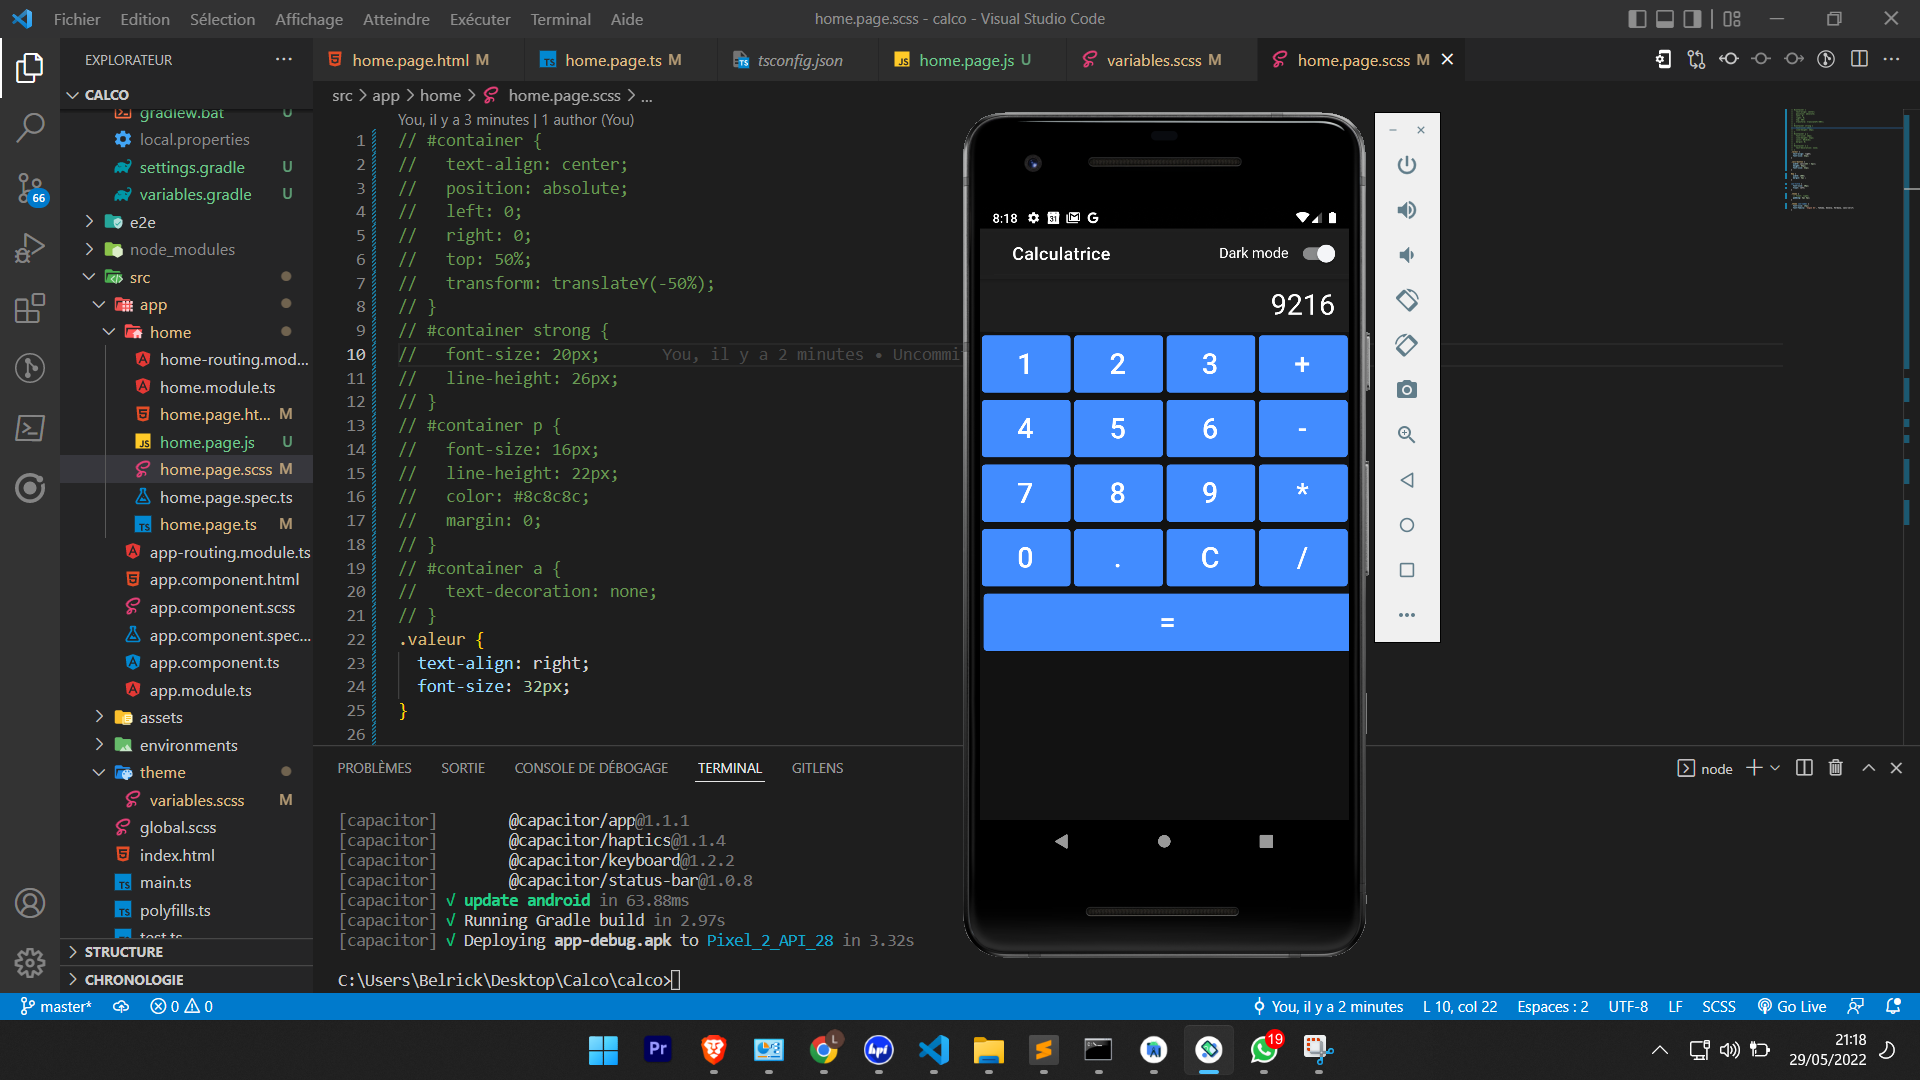 Fichier Edition Sélection Affichage Atteindre Exécuter Terminal Aide
home.page.scss - calco - Visual Studio Code
EXPLORATEUR
home.page.html M
home.page.ts M
tsconfig.json
home.page.js U
variables.scss M
home.page.scss M
CALCO
gradlew.bat U
local.properties
settings.gradle U
variables.gradle U
e2e
node_modules
src
app
home
home-routing.mod...
home.module.ts
home.page.ht... M
home.page.js U
home.page.scss M
home.page.spec.ts
home.page.ts M
app-routing.module.ts
app.component.html
app.component.scss
app.component.spec...
app.component.ts
app.module.ts
assets
environments
theme
variables.scss M
global.scss
index.html
main.ts
polyfills.ts
test.ts
STRUCTURE
CHRONOLOGIE
66
src > app > home > home.page.scss > ...
You, il y a 3 minutes | 1 author (You)
1 // #container {
2 //   text-align: center;
3 //   position: absolute;
4 //   left: 0;
5 //   right: 0;
6 //   top: 50%;
7 //   transform: translateY(-50%);
8 // }
9 // #container strong {
10 //   font-size: 20px; You, il y a 2 minutes • Uncommi
11 //   line-height: 26px;
12 // }
13 // #container p {
14 //   font-size: 16px;
15 //   line-height: 22px;
16 //   color: #8c8c8c;
17 //   margin: 0;
18 // }
19 // #container a {
20 //   text-decoration: none;
21 // }
22 .valeur {
23   text-align: right;
24   font-size: 32px;
25 }
26
8:18
31
G
Calculatrice
Dark mode
9216
1 2 3 +
4 5 6 -
7 8 9 *
0 . C /
=
PROBLÈMES SORTIE CONSOLE DE DÉBOGAGE TERMINAL GITLENS
node
[capacitor] @capacitor/app@1.1.1
[capacitor] @capacitor/haptics@1.1.4
[capacitor] @capacitor/keyboard@1.2.2
[capacitor] @capacitor/status-bar@1.0.8
[capacitor] √ update android in 63.88ms
[capacitor] √ Running Gradle build in 2.97s
[capacitor] √ Deploying app-debug.apk to Pixel_2_API_28 in 3.32s
C:\Users\Belrick\Desktop\Calco\calco>
master* 0 0
You, il y a 2 minutes L 10, col 22 Espaces : 2 UTF-8 LF SCSS Go Live
Pr
L
hpi
19
21:18
29/05/2022